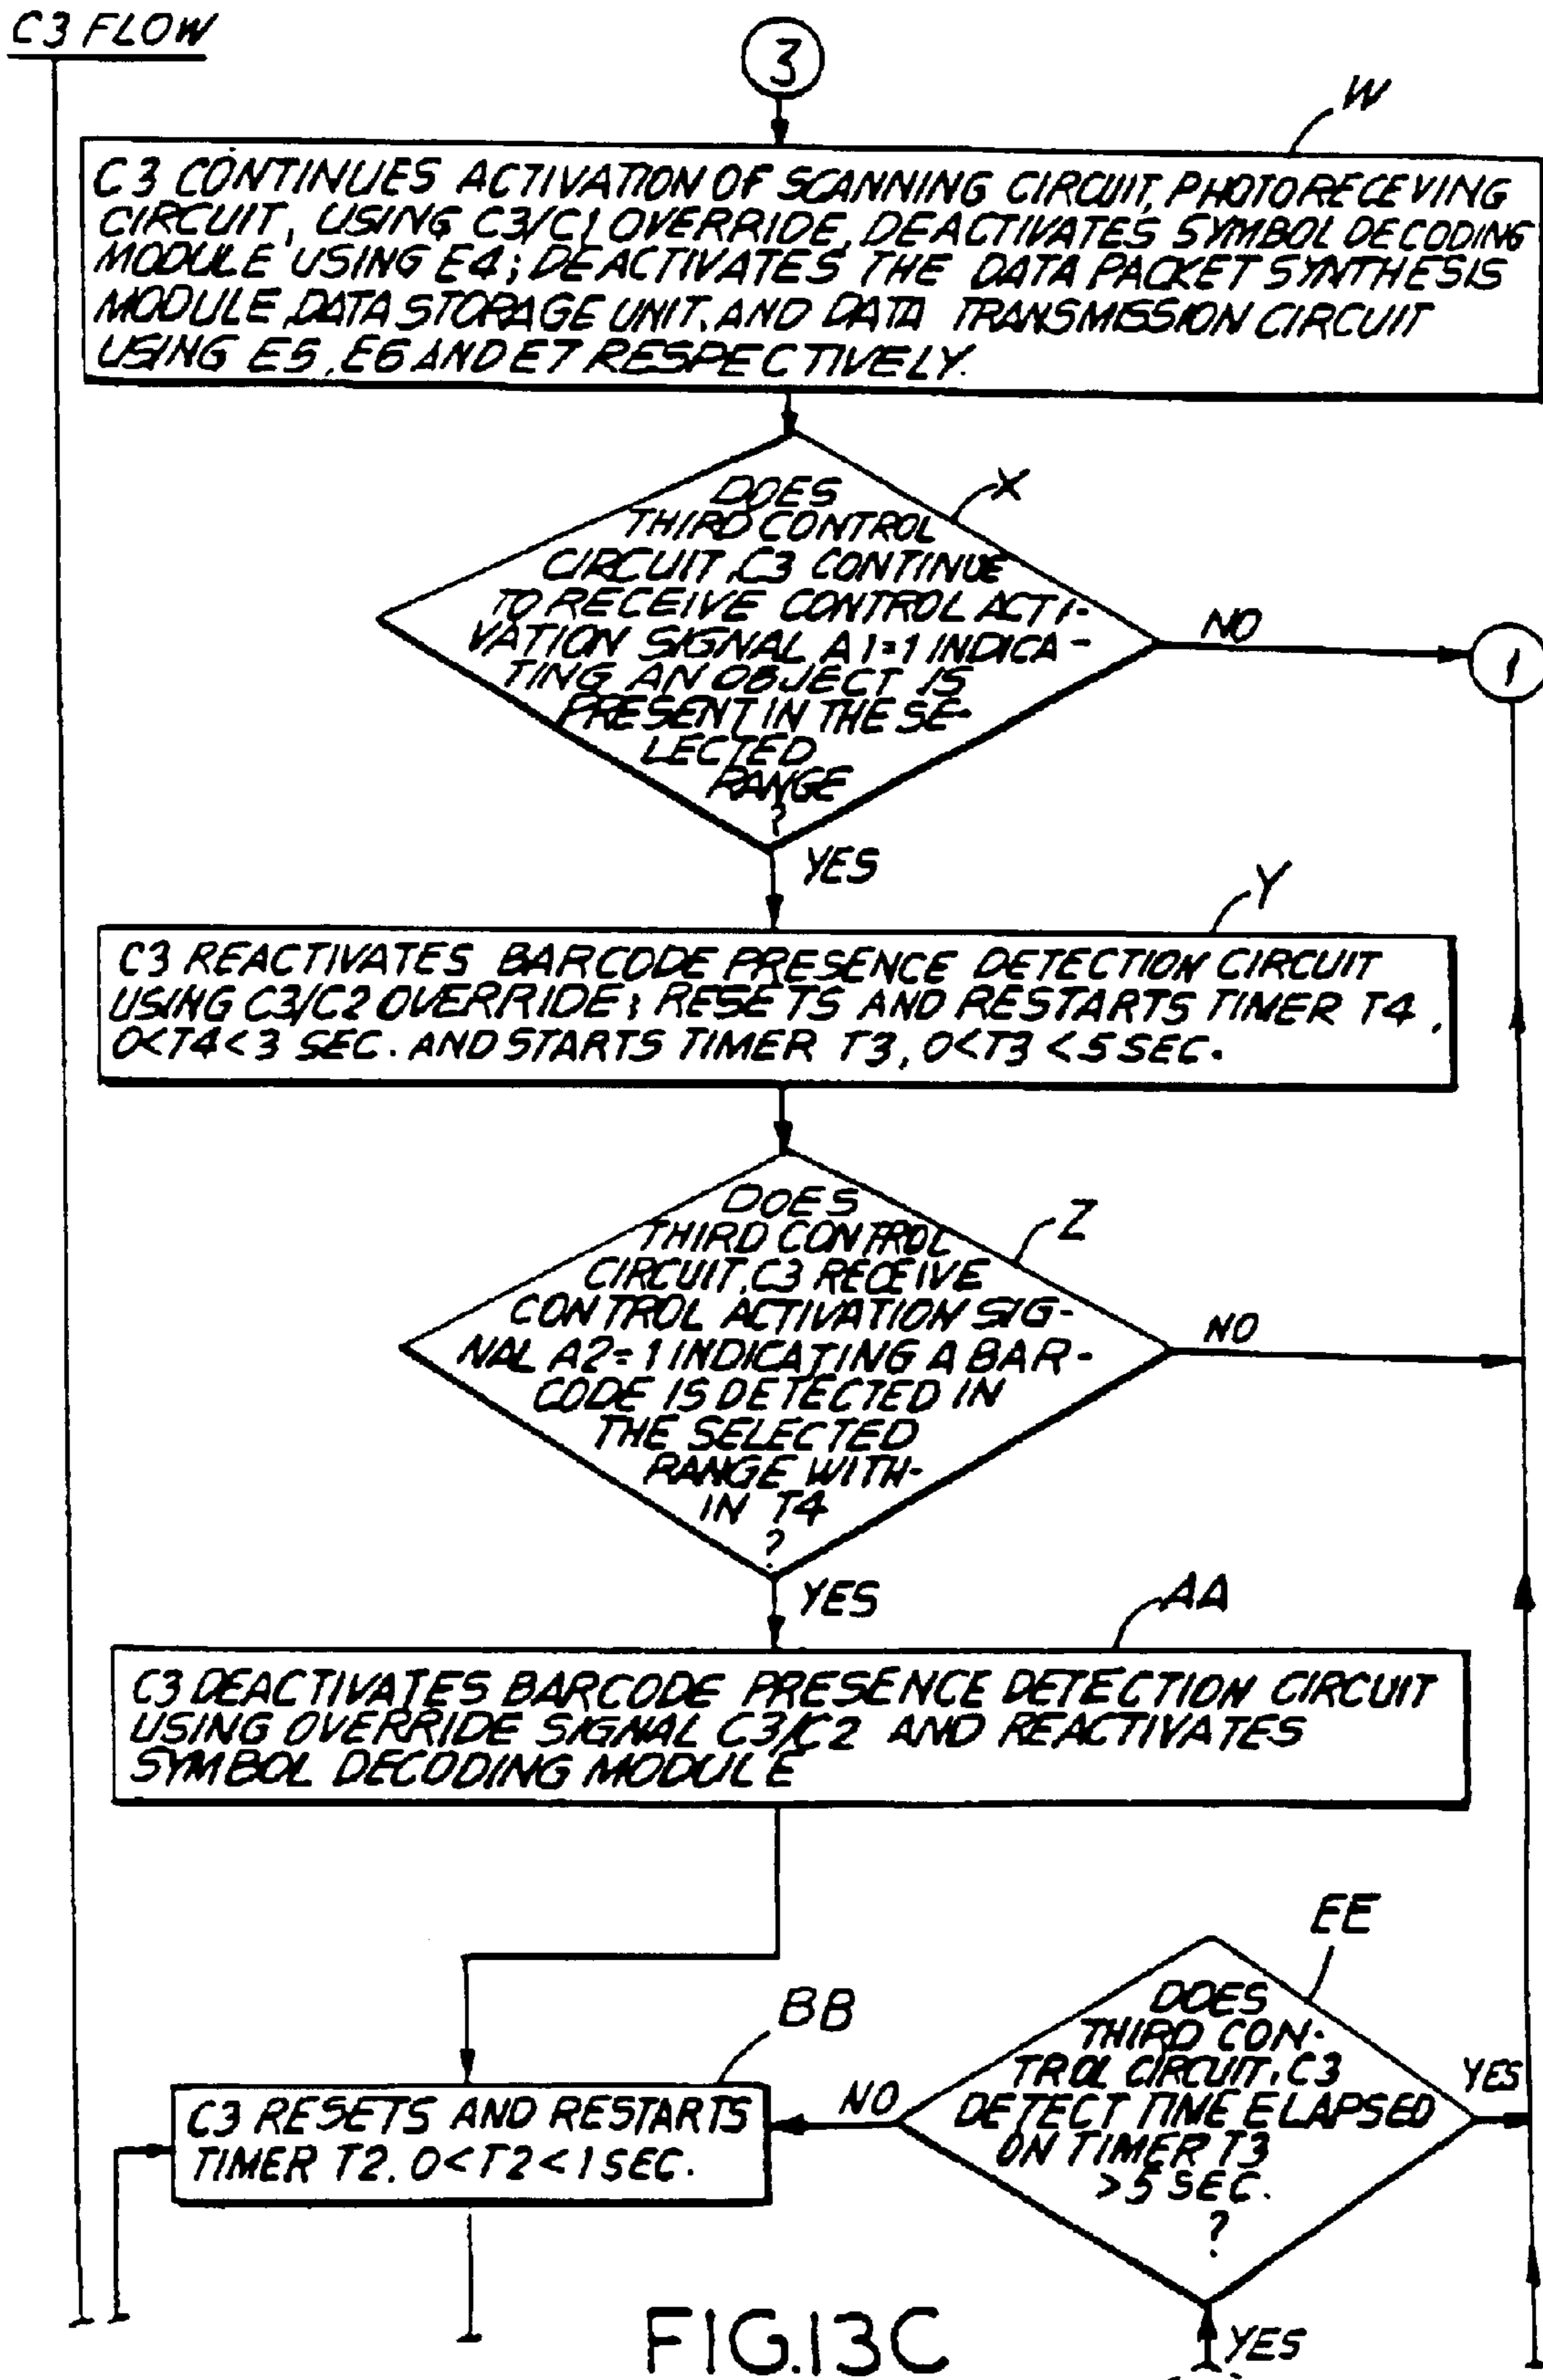 C3 FLOW
3
W
C3 CONTINUES ACTIVATION OF SCANNING CIRCUIT, PHOTORECEVING
CIRCUIT, USING C3/C1 OVERRIDE, DEACTIVATES SYMBOL DECODING
MODULE USING E4; DEACTIVATES THE DATA PACKET SYNTHESIS
MODULE, DATA STORAGE UNIT, AND DATA TRANSMISSION CIRCUIT
USING E5, E6 AND E7 RESPECTIVELY.
X
DOES
THIRD CONTROL
CIRCUIT, C3 CONTINUE
TO RECEIVE CONTROL ACTI-
VATION SIGNAL A1=1 INDICA-
TING AN OBJECT IS
PRESENT IN THE SE-
LECTED
RANGE
?
NO
1
YES
Y
C3 REACTIVATES BARCODE PRESENCE DETECTION CIRCUIT
USING C3/C2 OVERRIDE; RESETS AND RESTARTS TIMER T4,
0<T4<3 SEC. AND STARTS TIMER T3, 0<T3<5 SEC.
Z
DOES
THIRD CONTROL
CIRCUIT, C3 RECEIVE
CONTROL ACTIVATION SIG-
NAL A2=1 INDICATING A BAR-
CODE IS DETECTED IN
THE SELECTED
RANGE WITH-
IN T4
?
NO
YES
AA
C3 DEACTIVATES BARCODE PRESENCE DETECTION CIRCUIT
USING OVERRIDE SIGNAL C3/C2 AND REACTIVATES
SYMBOL DECODING MODULE
BB
C3 RESETS AND RESTARTS
TIMER T2. 0<T2<1 SEC.
NO
EE
DOES
THIRD CON-
TROL CIRCUIT, C3
DETECT TIME ELAPSED
ON TIMER T3
>5 SEC.
?
YES
YES
FIG.13C